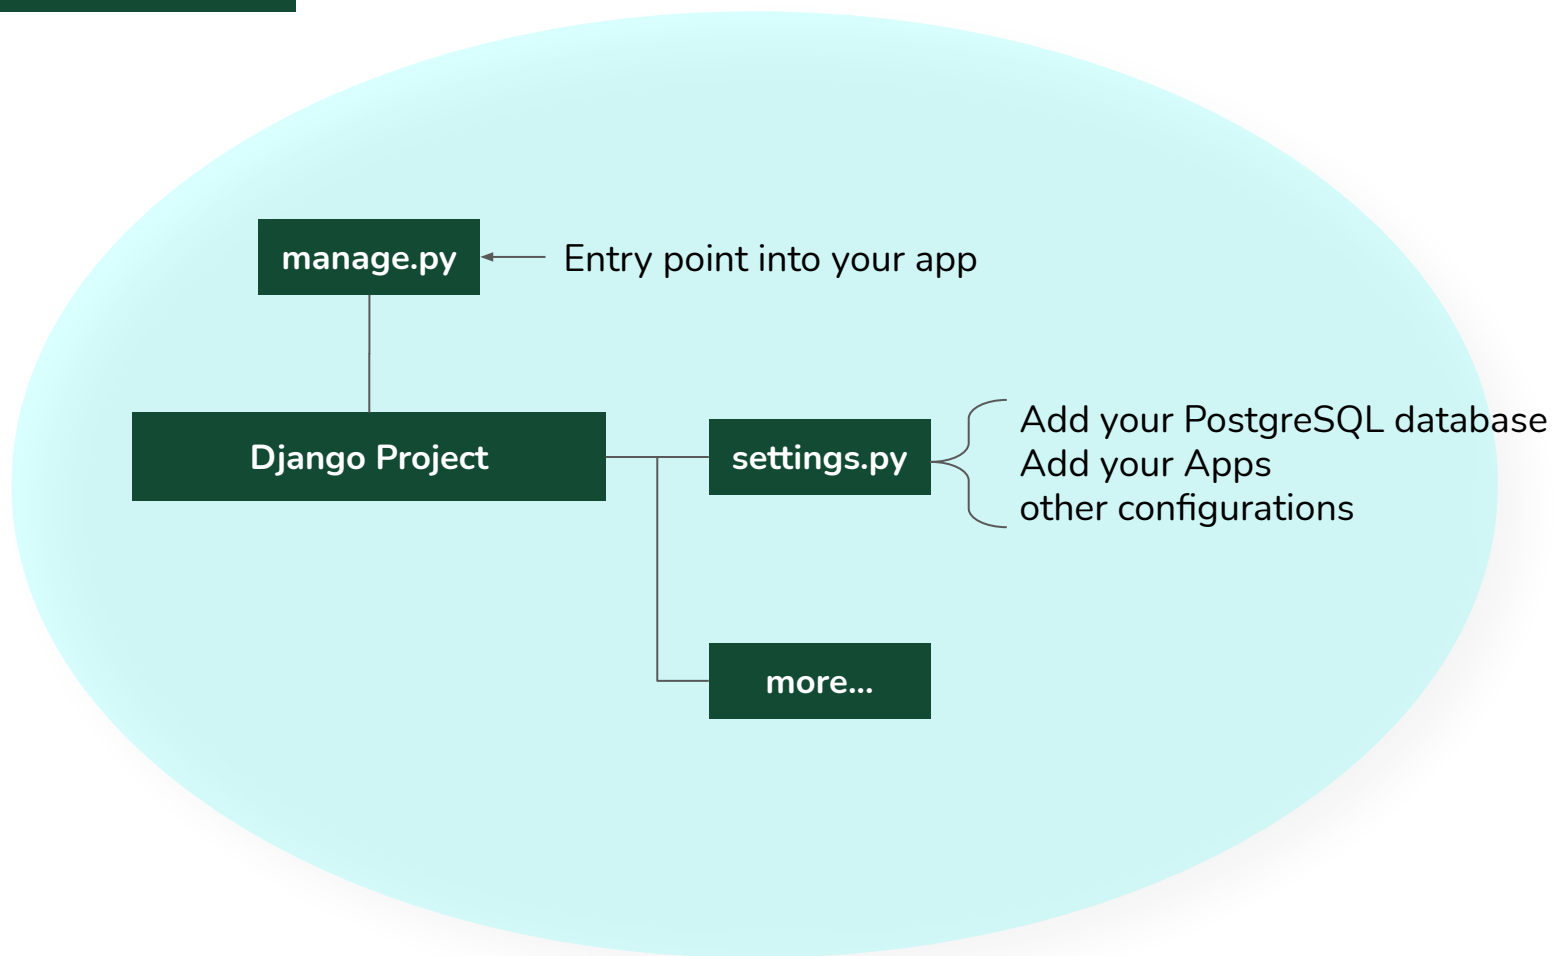 manage.py
Entry point into your app
Django Project
settings.py
Add your PostgreSQL database
Add your Apps
other configurations
more...